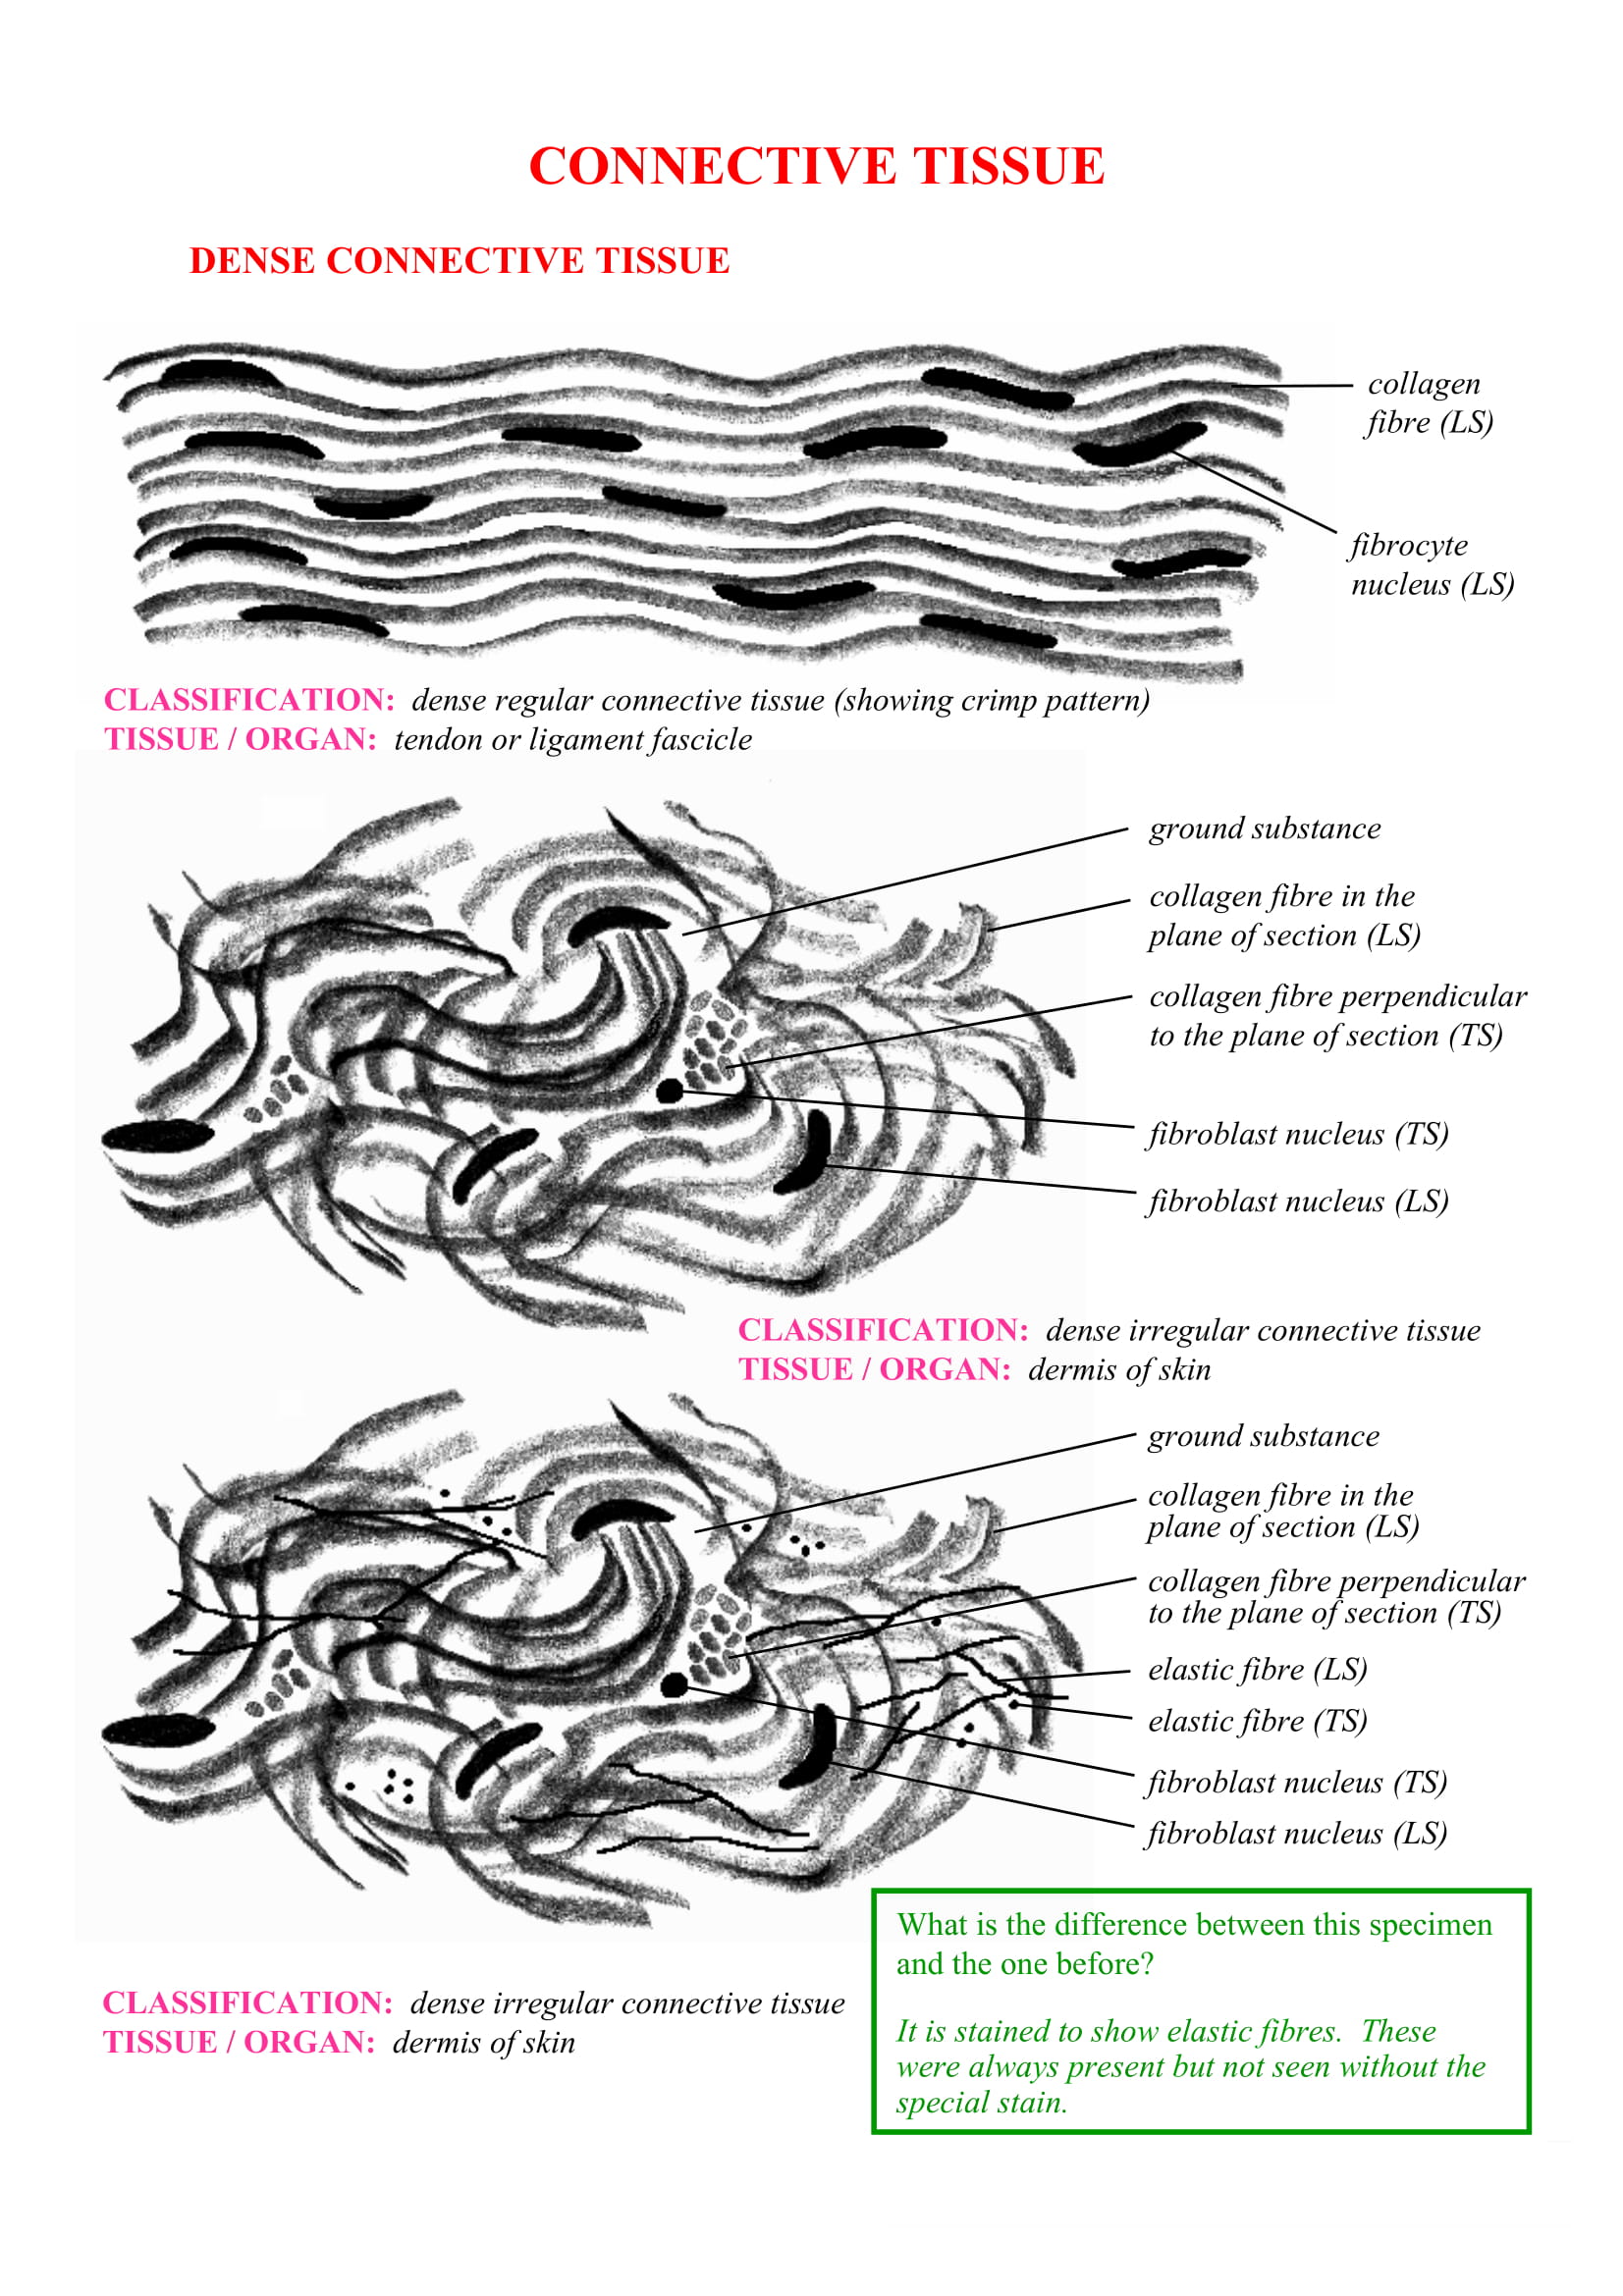 CONNECTIVE TISSUE
DENSE CONNECTIVE TISSUE
collagen
fibre (LS)
fibrocyte
nucleus (LS)
CLASSIFICATION: dense regular connective tissue (showing crimp pattern)
TISSUE / ORGAN: tendon or ligament fascicle
ground substance
collagen fibre in the
plane of section (LS)
collagen fibre perpendicular
to the plane of section (TS)
fibroblast nucleus (TS)
fibroblast nucleus (LS)
CLASSIFICATION: dense irregular connective tissue
TISSUE / ORGAN: dermis of skin
ground substance
collagen fibre in the
plane of section (LS)
collagen fibre perpendicular
to the plane of section (TS)
elastic fibre (LS)
elastic fibre (TS)
fibroblast nucleus (TS)
fibroblast nucleus (LS)
What is the difference between this specimen
and the one before?
It is stained to show elastic fibres. These
were always present but not seen without the
special stain.
CLASSIFICATION: dense irregular connective tissue
TISSUE / ORGAN: dermis of skin